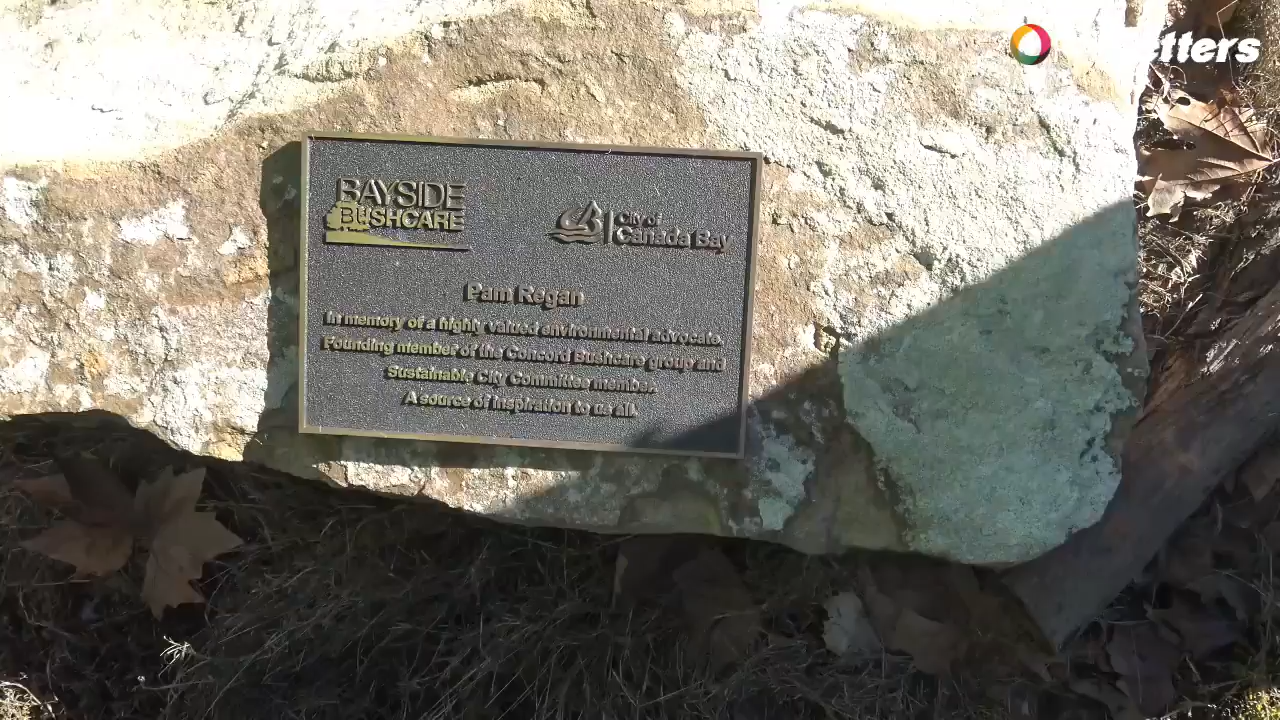 BAYSIDE
BUSHCARE
City of
Canada Bay
Pam Regan
In memory of a highly valued environmental advocate.
Founding member of the Concord Bushcare group and
Sustainable City Committee member.
A source of inspiration to us all.